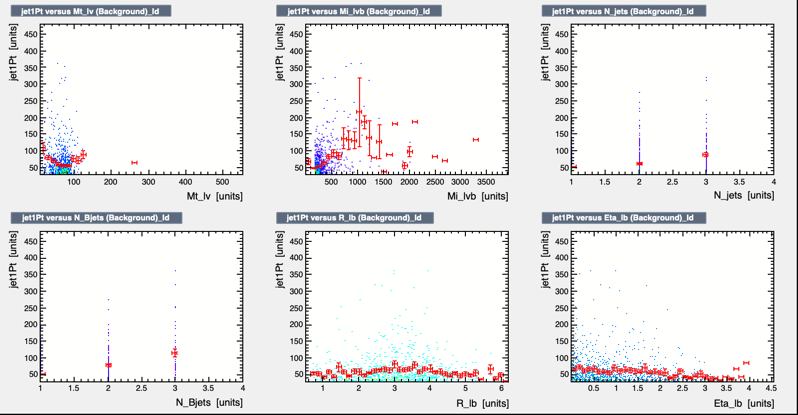 jet1Pt versus Mt_lv (Background)_Id
jet1Pt [units]
450
400
350
300
250
200
150
100
50
100 200 300 400 500
Mt_lv [units]
jet1Pt versus Mi_lvb (Background)_Id
jet1Pt [units]
450
400
350
300
250
200
150
100
50
500 1000 1500 2000 2500 3000 3500
Mi_lvb [units]
jet1Pt versus N_jets (Background)_Id
jet1Pt [units]
450
400
350
300
250
200
150
100
50
1 1.5 2 2.5 3 3.5 4
N_jets [units]
jet1Pt versus N_Bjets (Background)_Id
jet1Pt [units]
450
400
350
300
250
200
150
100
50
1 1.5 2 2.5 3 3.5 4
N_Bjets [units]
jet1Pt versus R_lb (Background)_Id
jet1Pt [units]
450
400
350
300
250
200
150
100
50
1 2 3 4 5 6
R_lb [units]
jet1Pt versus Eta_lb (Background)_Id
jet1Pt [units]
450
400
350
300
250
200
150
100
50
0.5 1 1.5 2 2.5 3 3.5 4 4.5
Eta_lb [units]